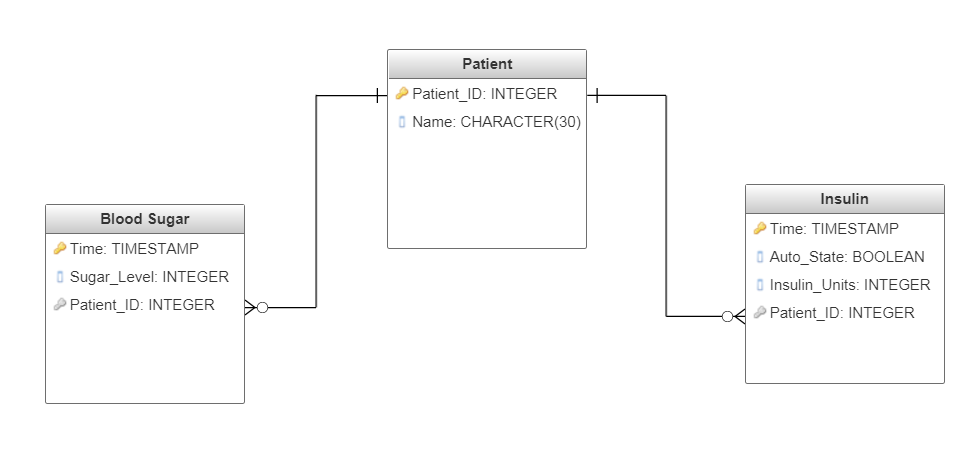 Patient
Patient_ID: INTEGER
Name: CHARACTER(30)
Blood Sugar
Time: TIMESTAMP
Sugar_Level: INTEGER
Patient_ID: INTEGER
Insulin
Time: TIMESTAMP
Auto_State: BOOLEAN
Insulin_Units: INTEGER
Patient_ID: INTEGER